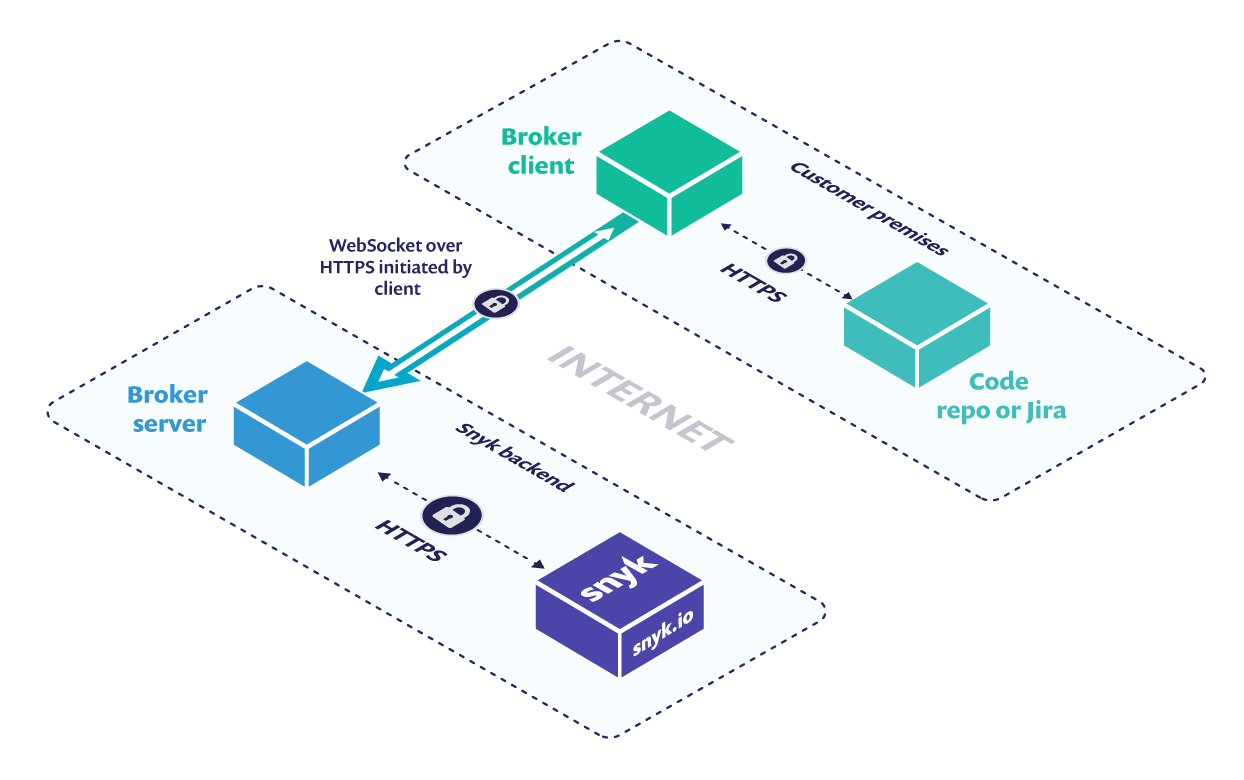 Broker
client
Customer premises
WebSocket over
HTTPS initiated by
client
HTTPS
Code
repo or Jira
INTERNET
Broker
server
Snyk backend
HTTPS
snyk
snyk.io